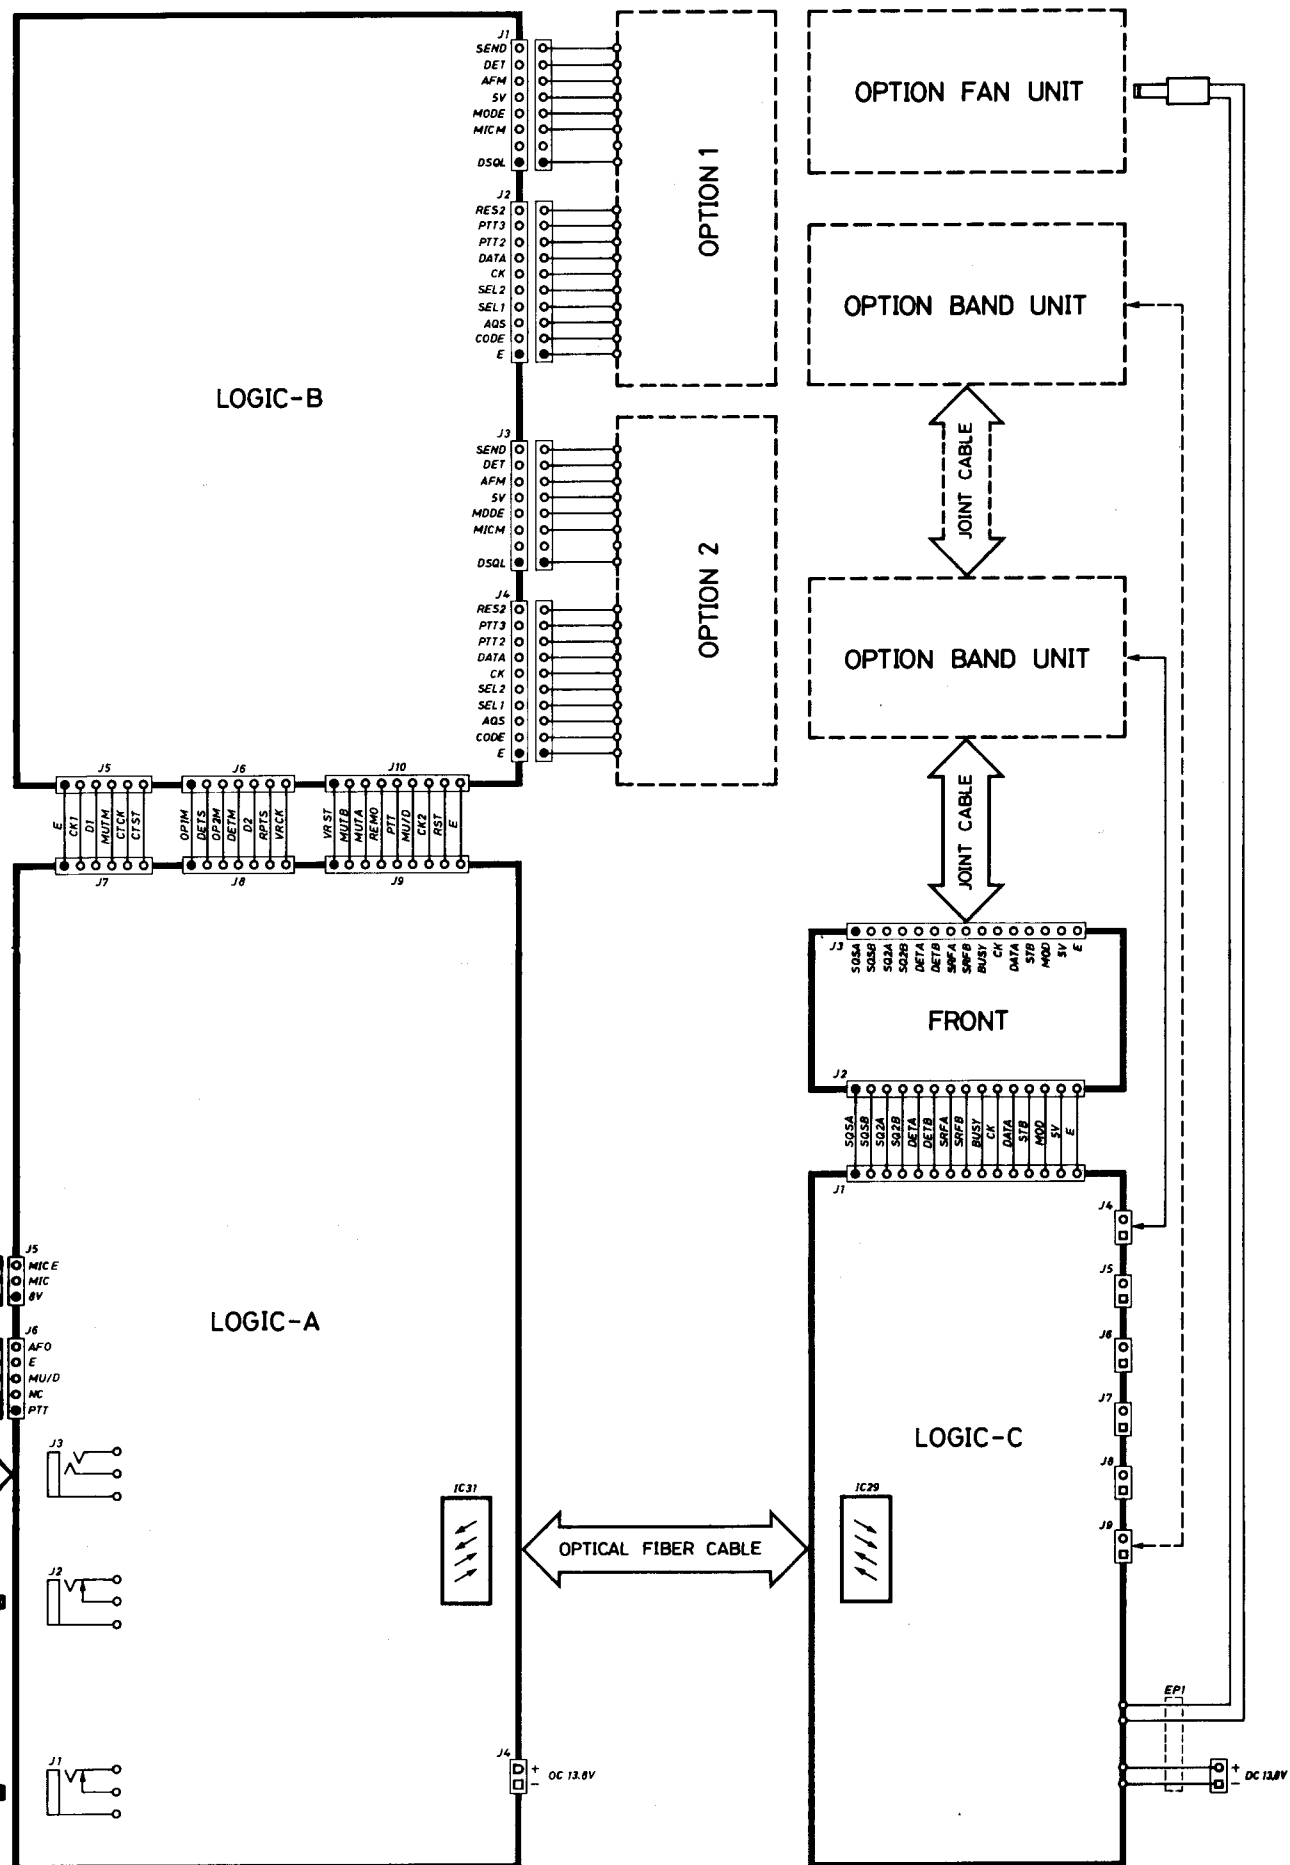 J1
SEND
DET
AFM
5V
MODE
MICM
DSQL
J2
RES2
PTT3
PTT2
DATA
CK
SEL2
SEL1
AQS
CODE
E
LOGIC-B
J3
SEND
DET
AFM
5V
MODE
MICM
DSQL
J4
RES2
PTT3
PTT2
DATA
CK
SEL2
SEL1
AQS
CODE
E
OPTION 1
OPTION 2
OPTION FAN UNIT
OPTION BAND UNIT
JOINT CABLE
OPTION BAND UNIT
JOINT CABLE
J5
J6
J10
E
CK1
D1
MUTM
CTCK
CTST
OP1M
DETS
OP2M
DETM
D2
RPTS
VRCK
VRST
MUTB
MUTA
REMO
PTT
MU/D
CK2
RST
E
J7
J8
J9
J3
SQSA
SQSB
SQ2A
SQ2B
DETA
DETB
SRFA
SRFB
BUSY
CK
DATA
STB
MOD
5V
E
FRONT
J2
SQSA
SQSB
SQ2A
SQ2B
DETA
DETB
SRFA
SRFB
BUSY
CK
DATA
STB
MOD
5V
E
J1
J5
MICE
MIC
8V
J6
AFO
E
MU/D
NC
PTT
LOGIC-A
J3
J2
J1
IC31
OPTICAL FIBER CABLE
J4
+
-
DC 13.8V
LOGIC-C
IC29
J4
J5
J6
J7
J8
J9
EP1
+
-
DC 13.8V